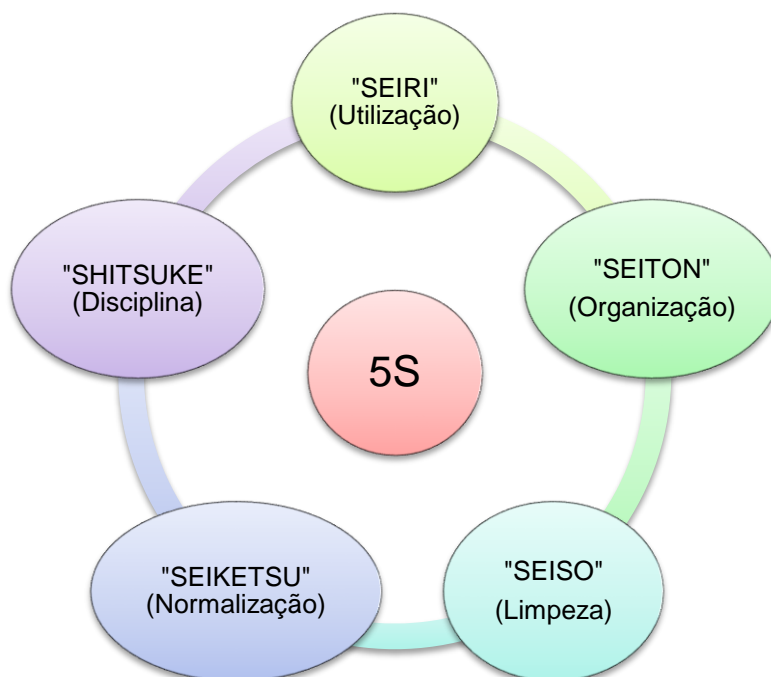 "SEIRI"
(Utilização)
"SEITON"
(Organização)
"SEISO"
(Limpeza)
"SEIKETSU"
(Normalização)
"SHITSUKE"
(Disciplina)
5S